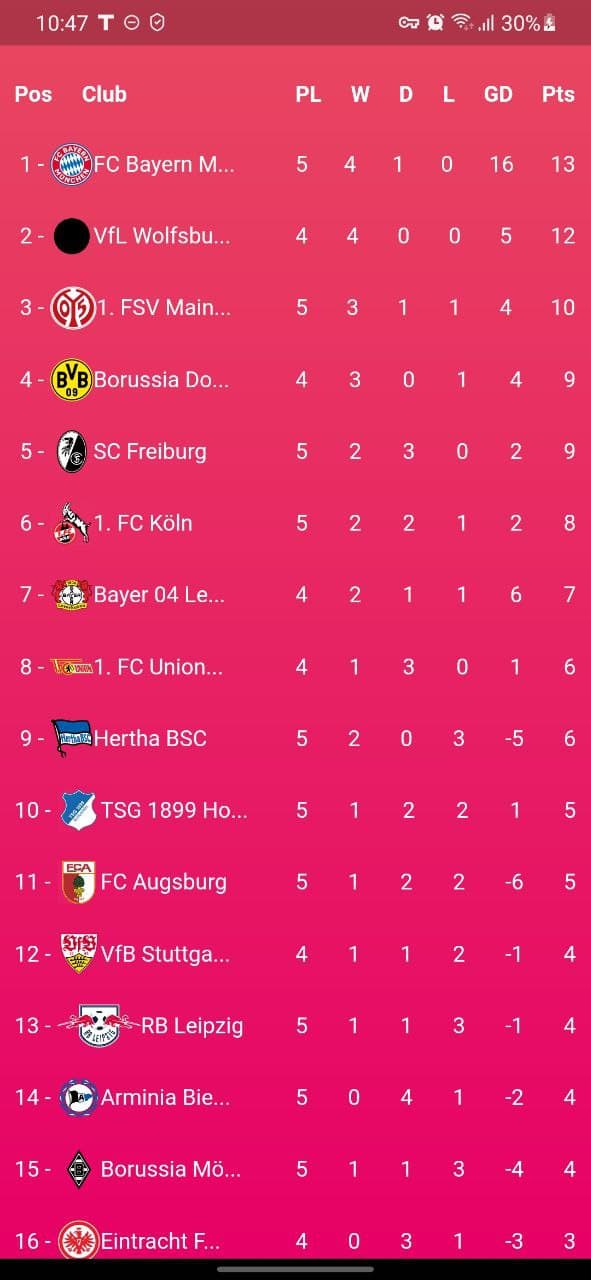 10:47 30%
Pos Club PL W D L GD Pts
1 - FC Bayern M... 5 4 1 0 16 13
2 - VfL Wolfsbu... 4 4 0 0 5 12
3 - 1. FSV Main... 5 3 1 1 4 10
4 - Borussia Do... 4 3 0 1 4 9
5 - SC Freiburg 5 2 3 0 2 9
6 - 1. FC Köln 5 2 2 1 2 8
7 - Bayer 04 Le... 4 2 1 1 6 7
8 - 1. FC Union... 4 1 3 0 1 6
9 - Hertha BSC 5 2 0 3 -5 6
10 - TSG 1899 Ho... 5 1 2 2 1 5
11 - FC Augsburg 5 1 2 2 -6 5
12 - VfB Stuttga... 4 1 1 2 -1 4
13 - RB Leipzig 5 1 1 3 -1 4
14 - Arminia Bie... 5 0 4 1 -2 4
15 - Borussia Mö... 5 1 1 3 -4 4
16 - Eintracht F... 4 0 3 1 -3 3